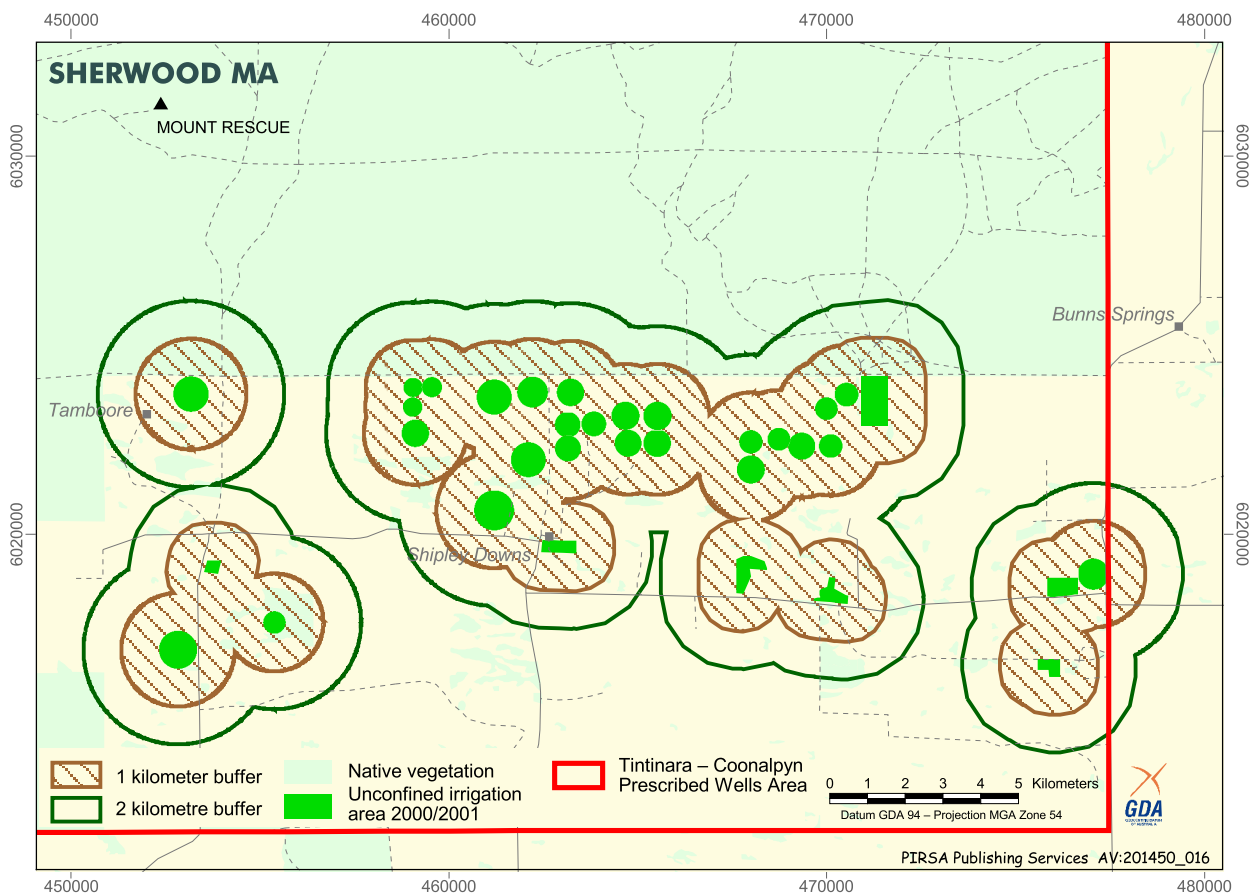 450000 460000 470000 480000
SHERWOOD MA
MOUNT RESCUE
6030000
6030000
Bunns Springs
Tamboore
6020000
6020000
Shipley Downs
1 kilometer buffer
2 kilometre buffer
Native vegetation
Unconfined irrigation
area 2000/2001
Tintinara – Coonalpyn
Prescribed Wells Area
0 1 2 3 4 5 Kilometers
Datum GDA 94 – Projection MGA Zone 54
GDA
PIRSA Publishing Services AV:201450_016
450000 460000 470000 480000